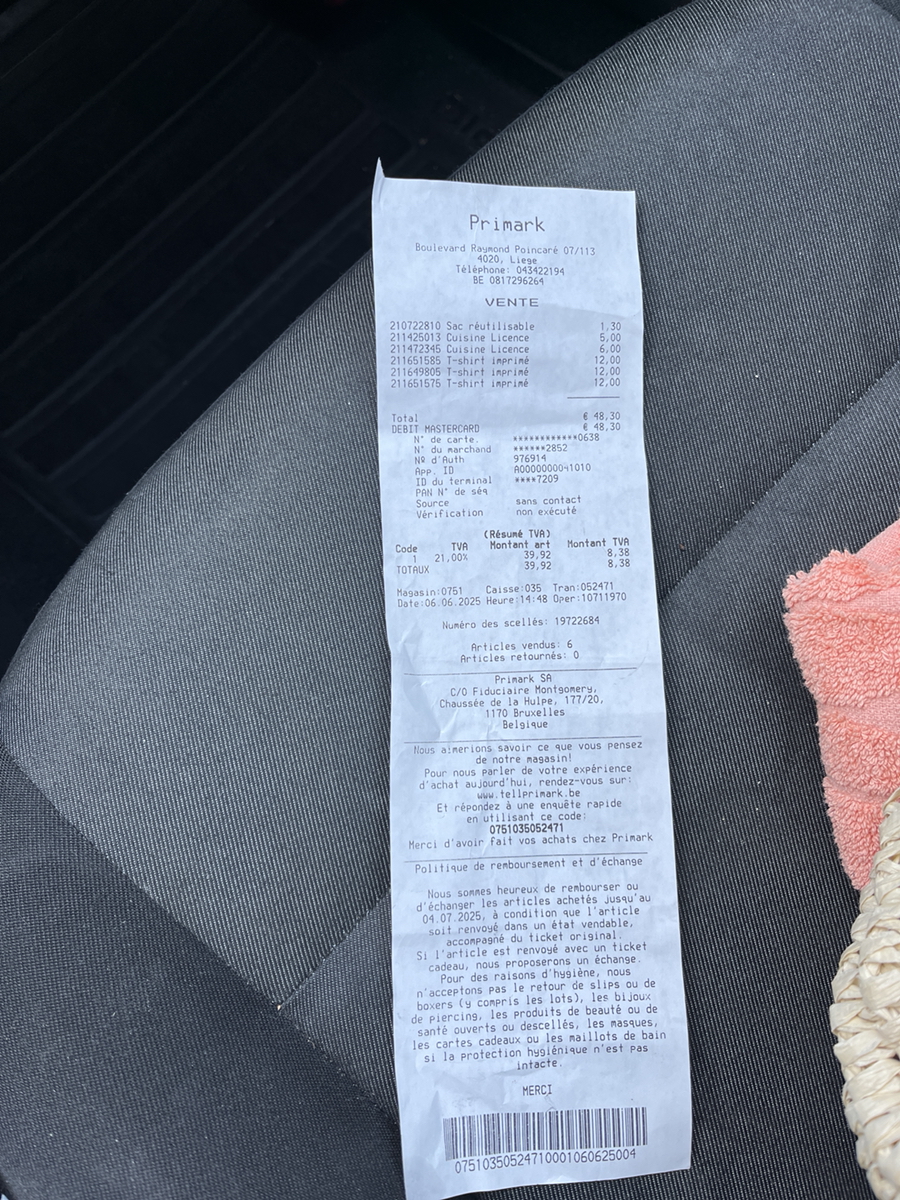 Primark
Boulevard Raymond Poincaré 07/113
4020, Liege
Téléphone: 043422194
BE 0817296264
VENTE
210722810 Sac réutilisable 1,30
211425013 Cuisine Licence 5,00
211472345 Cuisine Licence 6,00
211651585 T-shirt imprimé 12,00
211649805 T-shirt imprimé 12,00
211651575 T-shirt imprimé 12,00
Total € 48,30
DEBIT MASTERCARD € 48,30
N° de carte. ************0638
N° du marchand ******2852
Nº d'Auth 976914
App. ID A0000000041010
ID du terminal ****7209
PAN N° de séq
Source sans contact
Vérification non exécuté
(Résumé TVA)
Code TVA Montant art Montant TVA
1 21,00% 39,92 8,38
TOTAUX 39,92 8,38
Magasin:0751 Caisse:035 Tran:052471
Date:06.06.2025 Heure:14:48 Oper:10711970
Numéro des scellés: 19722684
Articles vendus: 6
Articles retournés: 0
Primark SA
C/O Fiduciaire Montgomery,
Chaussée de la Hulpe, 177/20,
1170 Bruxelles
Belgique
Nous aimerions savoir ce que vous pensez
de notre magasin!
Pour nous parler de votre expérience
d'achat aujourd'hui, rendez-vous sur:
www.tellprimark.be
Et répondez à une enquête rapide
en utilisant ce code:
0751035052471
Merci d'avoir fait vos achats chez Primark
Politique de remboursement et d'échange
Nous sommes heureux de rembourser ou
d'échanger les articles achetés jusqu'au
04.07.2025, à condition que l'article
soit renvoyé dans un état vendable,
accompagné du ticket original.
Si l'article est renvoyé avec un ticket
cadeau, nous proposerons un échange.
Pour des raisons d'hygiène, nous
n'acceptons pas le retour de slips ou de
boxers (y compris les lots), les bijoux
de piercing, les produits de beauté ou de
santé ouverts ou descellés, les masques,
les cartes cadeaux ou les maillots de bain
si la protection hygiénique n'est pas
intacte.
MERCI
07510350524710001060625004